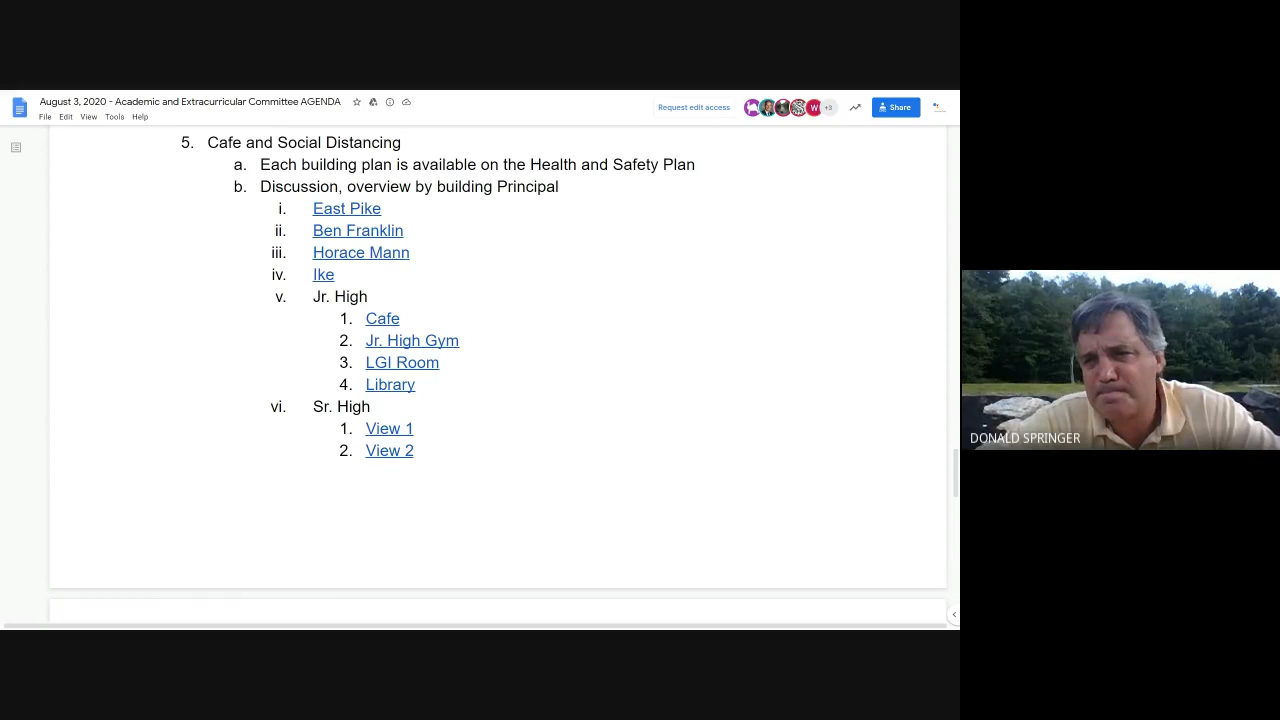 August 3, 2020 - Academic and Extracurricular Committee AGENDA
File Edit View Tools Help
Request edit access
W
+3
Share
5. Cafe and Social Distancing
a. Each building plan is available on the Health and Safety Plan
b. Discussion, overview by building Principal
i. East Pike
ii. Ben Franklin
iii. Horace Mann
iv. Ike
v. Jr. High
1. Cafe
2. Jr. High Gym
3. LGI Room
4. Library
vi. Sr. High
1. View 1
2. View 2
DONALD SPRINGER